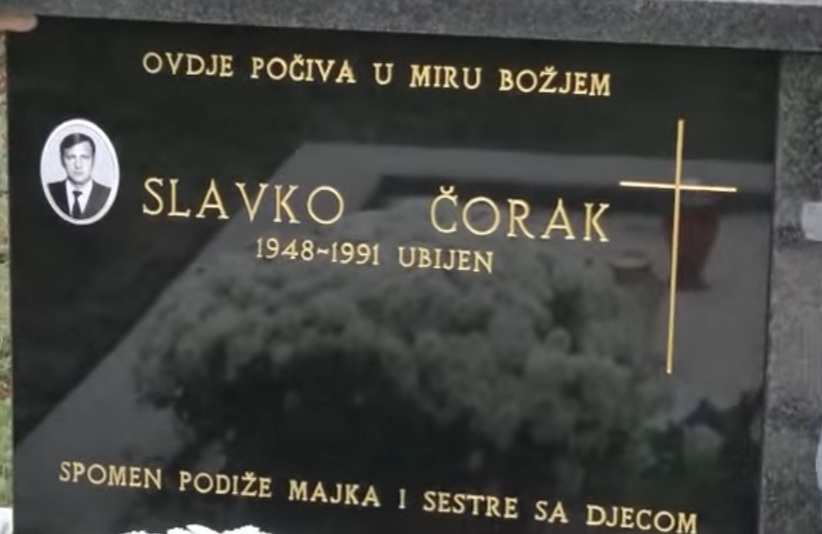 OVDJE POČIVA U MIRU BOŽJEM
SLAVKO ČORAK
1948-1991 UBIJEN
SPOMEN PODIŽE MAJKA I SESTRE SA DJECOM